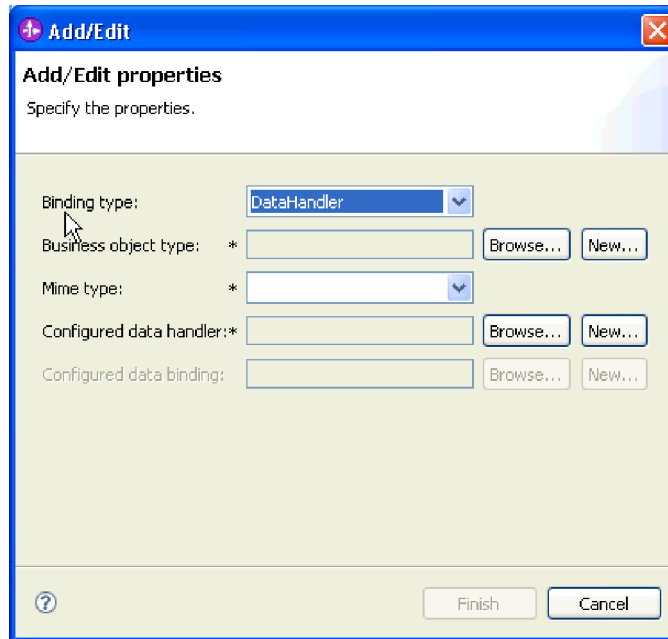 Add/Edit
Add/Edit properties
Specify the properties.
Binding type: DataHandler
Business object type: * Browse... New...
Mime type: *
Configured data handler:* Browse... New...
Configured data binding: Browse... New...
Finish Cancel